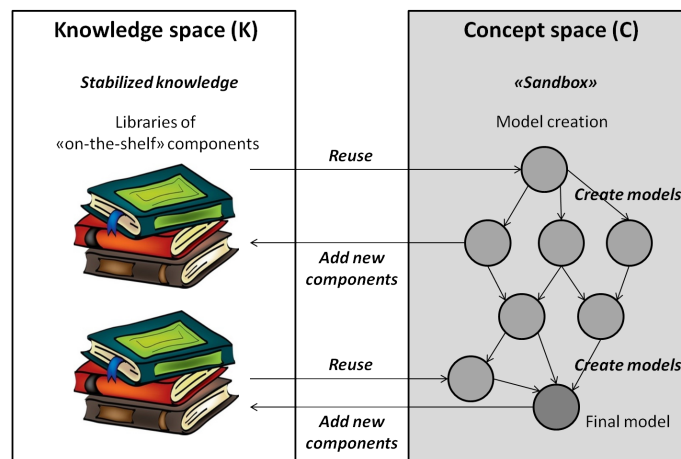 Knowledge space (K)
Stabilized knowledge
Libraries of
«on-the-shelf» components
Reuse
Add new
components
Reuse
Add new
components
Concept space (C)
«Sandbox»
Model creation
Create models
Create models
Final model